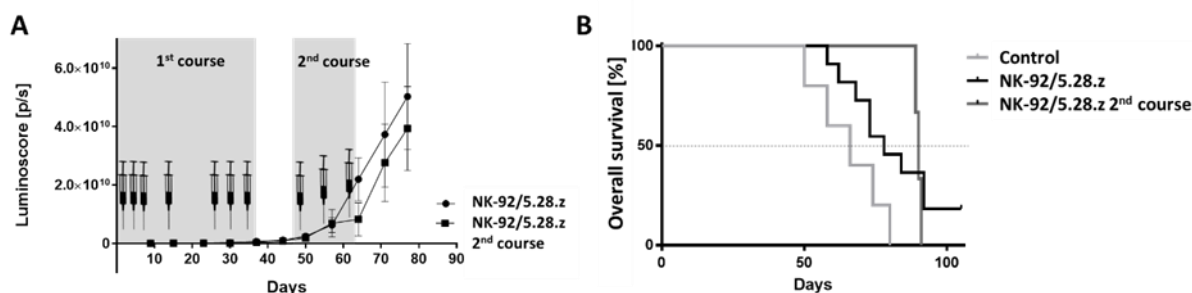 A
Luminoscore [p/s]
6.0×10¹⁰
4.0×10¹⁰
2.0×10¹⁰
0
1st course
2nd course
10 20 30 40 50 60 70 80 90
Days
NK-92/5.28.z
NK-92/5.28.z
2nd course
B
Overall survival [%]
100
50
0
0 50 100
Days
Control
NK-92/5.28.z
NK-92/5.28.z 2nd course